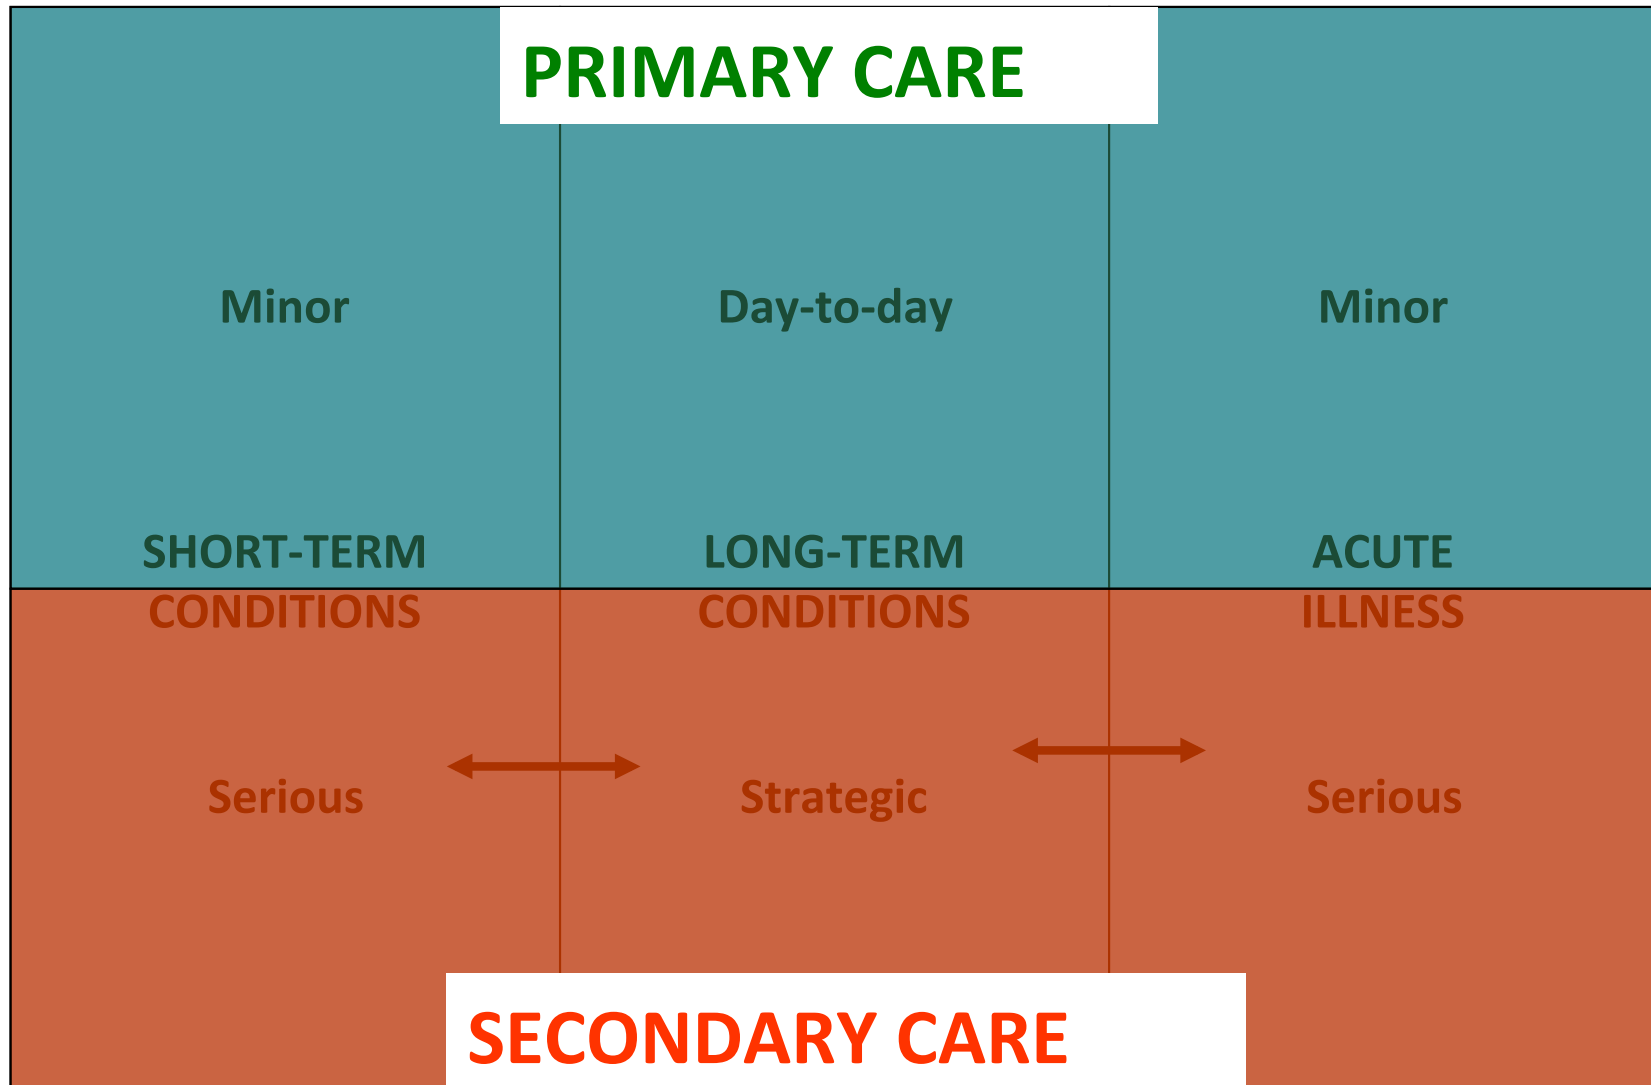 PRIMARY CARE
Minor
Day-to-day
Minor
SHORT-TERM
CONDITIONS
LONG-TERM
CONDITIONS
ACUTE
ILLNESS
Serious
Strategic
Serious
SECONDARY CARE